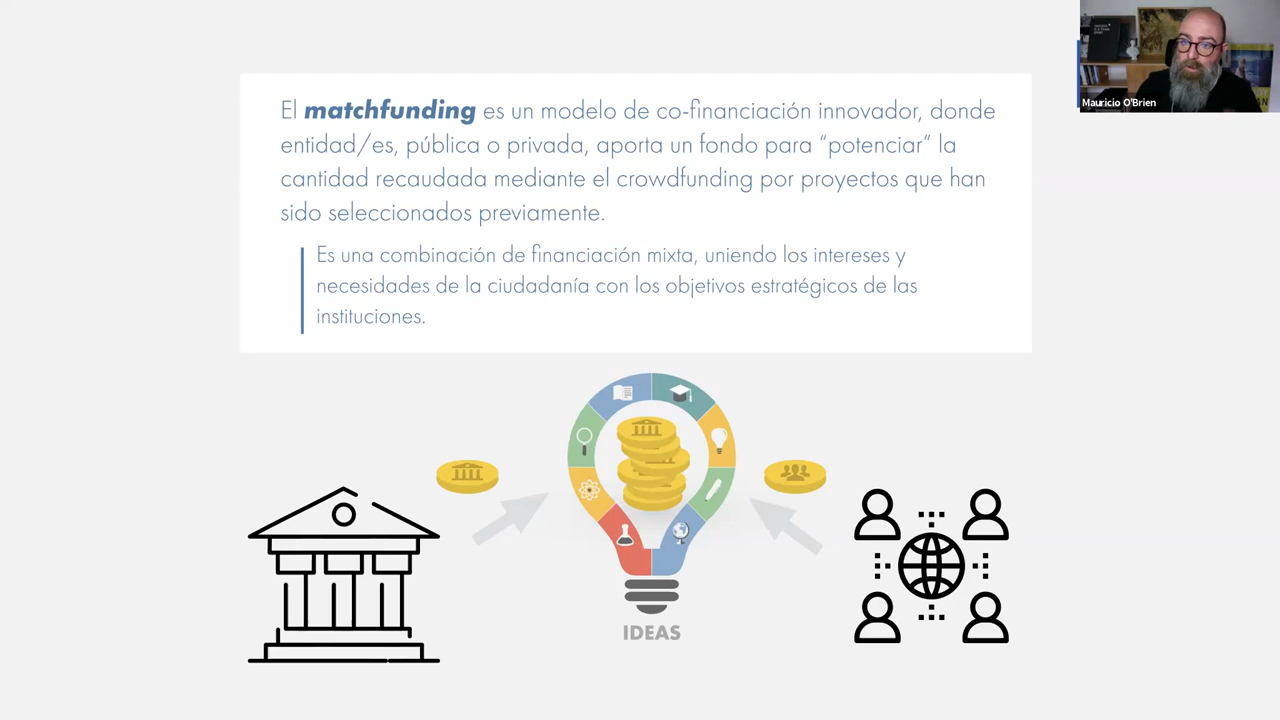 El matchfunding es un modelo de co-financiación innovador, donde
entidad/es, pública o privada, aporta un fondo para “potenciar” la
cantidad recaudada mediante el crowdfunding por proyectos que han
sido seleccionados previamente.
Es una combinación de financiación mixta, uniendo los intereses y
necesidades de la ciudadanía con los objetivos estratégicos de las
instituciones.
IDEAS
Mauricio O'Brien